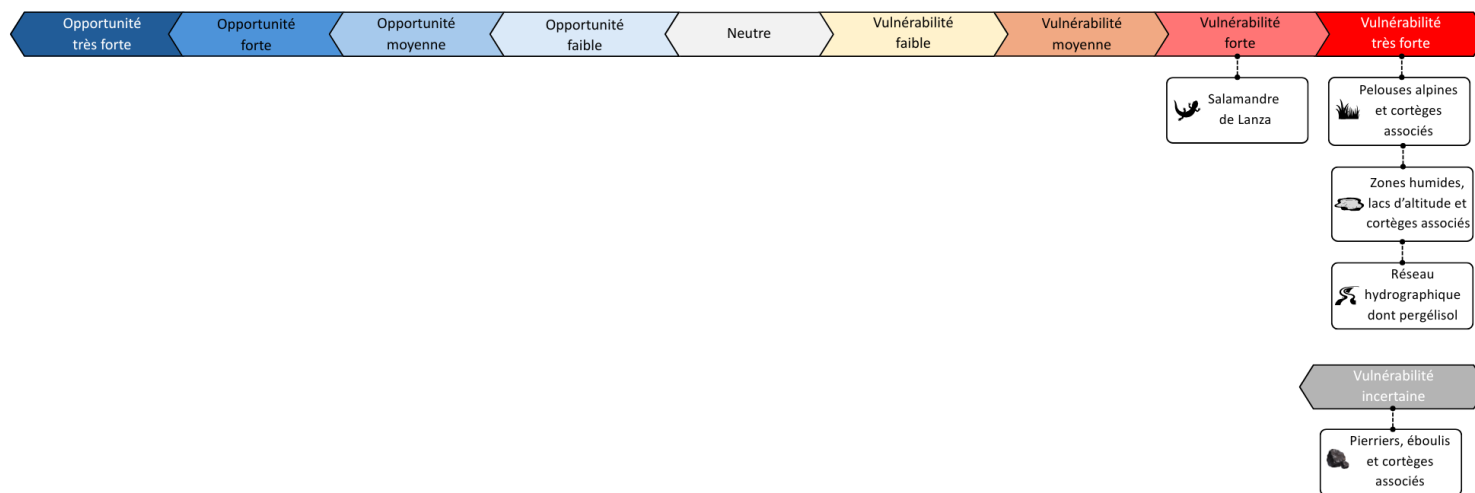 Opportunité
très forte
Opportunité
forte
Opportunité
moyenne
Opportunité
faible
Neutre
Vulnérabilité
faible
Vulnérabilité
moyenne
Vulnérabilité
forte
Vulnérabilité
très forte
Salamandre
de Lanza
Pelouses alpines
et cortèges
associés
Zones humides,
lacs d’altitude et
cortèges associés
Réseau
hydrographique
dont pergélisol
Vulnérabilité
incertaine
Pierriers, éboulis
et cortèges
associés